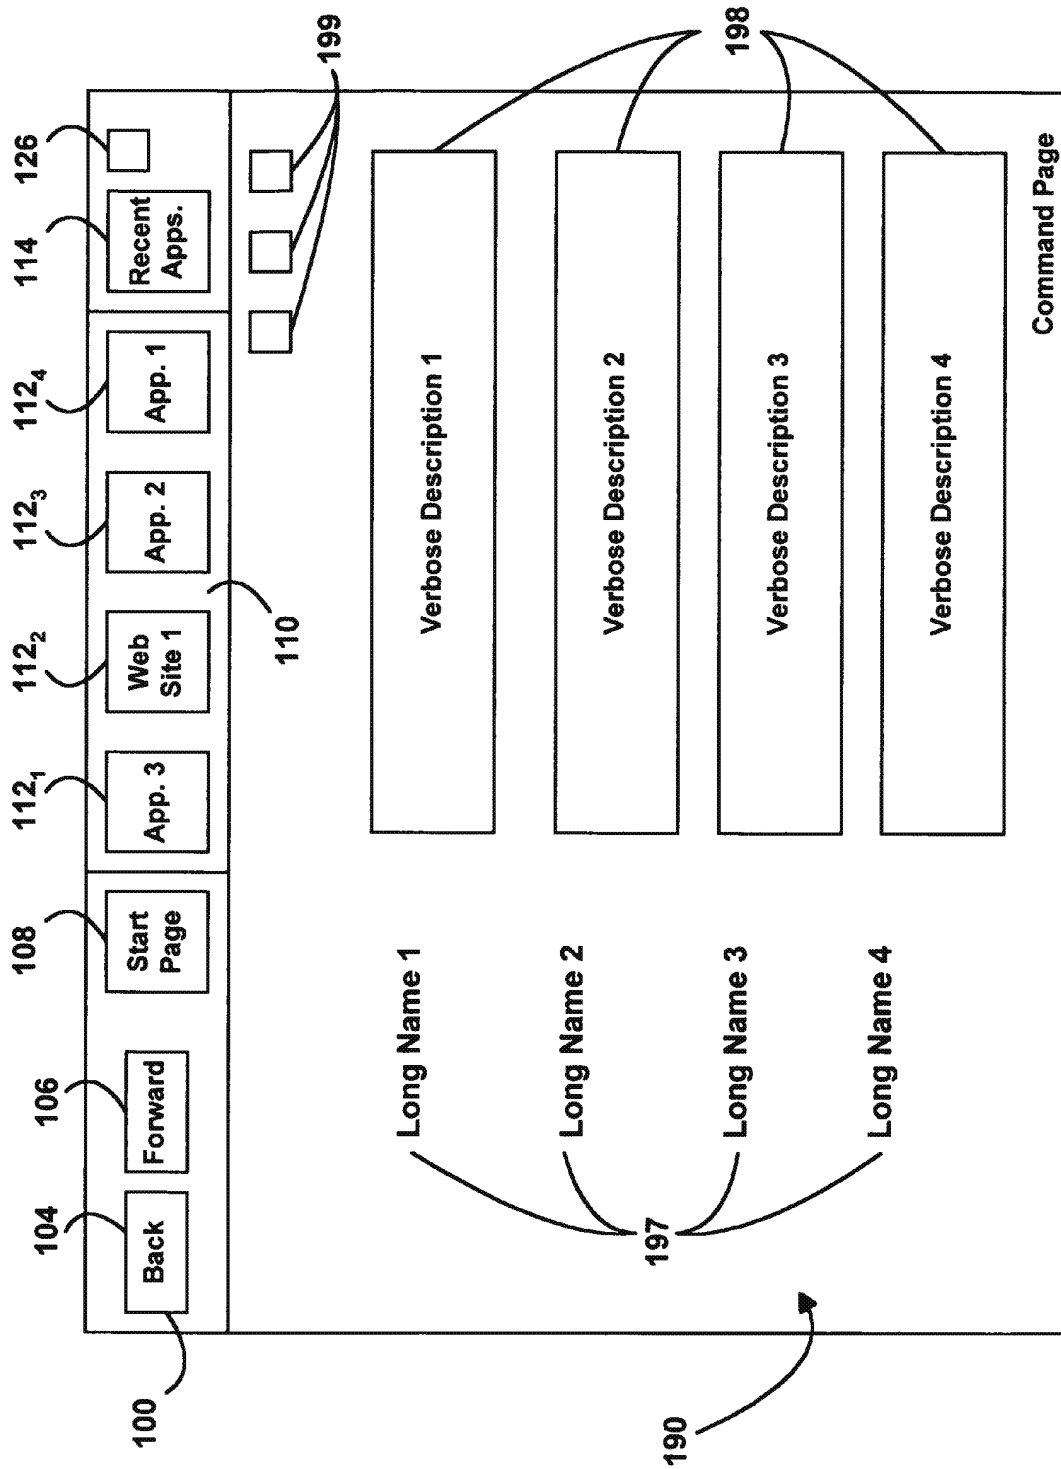 104
106
108
112₁
112₂
112₃
112₄
114
126
Back
Forward
Start
Page
App. 3
Web
Site 1
App. 2
App. 1
Recent
Apps.
100
110
199
Long Name 1
Verbose Description 1
Long Name 2
Verbose Description 2
197
198
Long Name 3
Verbose Description 3
Long Name 4
Verbose Description 4
190
Command Page